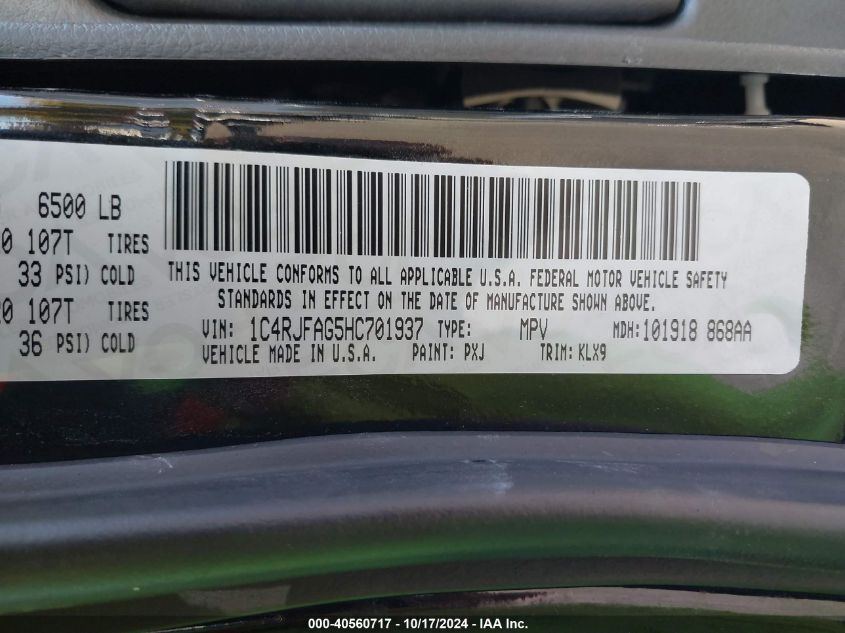 6500 LB
0 107T TIRES
33 PSI) COLD
20 107T TIRES
36 PSI) COLD
THIS VEHICLE CONFORMS TO ALL APPLICABLE U.S.A. FEDERAL MOTOR VEHICLE SAFETY
STANDARDS IN EFFECT ON THE DATE OF MANUFACTURE SHOWN ABOVE.
VIN: 1C4RJFAG5HC701937 TYPE: MPV MDH:101918 868AA
VEHICLE MADE IN U.S.A. PAINT: PXJ TRIM: KLX9
000-40560717 - 10/17/2024 - IAA Inc.